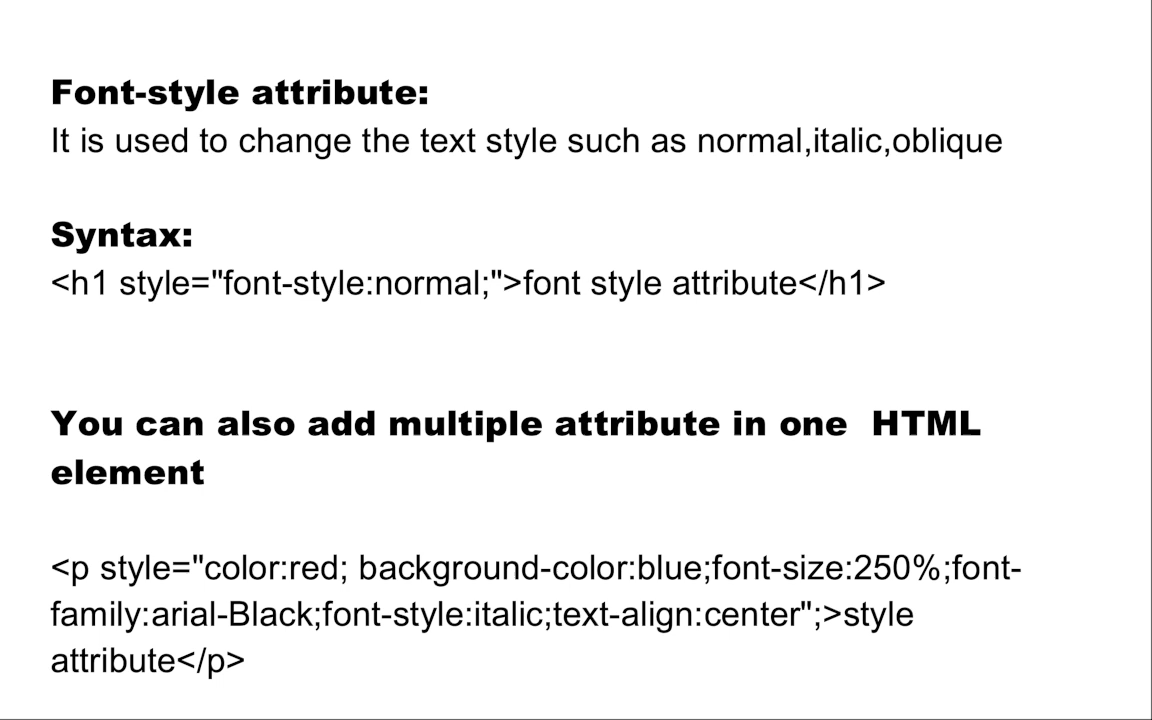 Font-style attribute:
It is used to change the text style such as normal,italic,oblique
Syntax:
<h1 style="font-style:normal;">font style attribute</h1>
You can also add multiple attribute in one  HTML
element
<p style="color:red; background-color:blue;font-size:250%;font-
family:arial-Black;font-style:italic;text-align:center";>style
attribute</p>